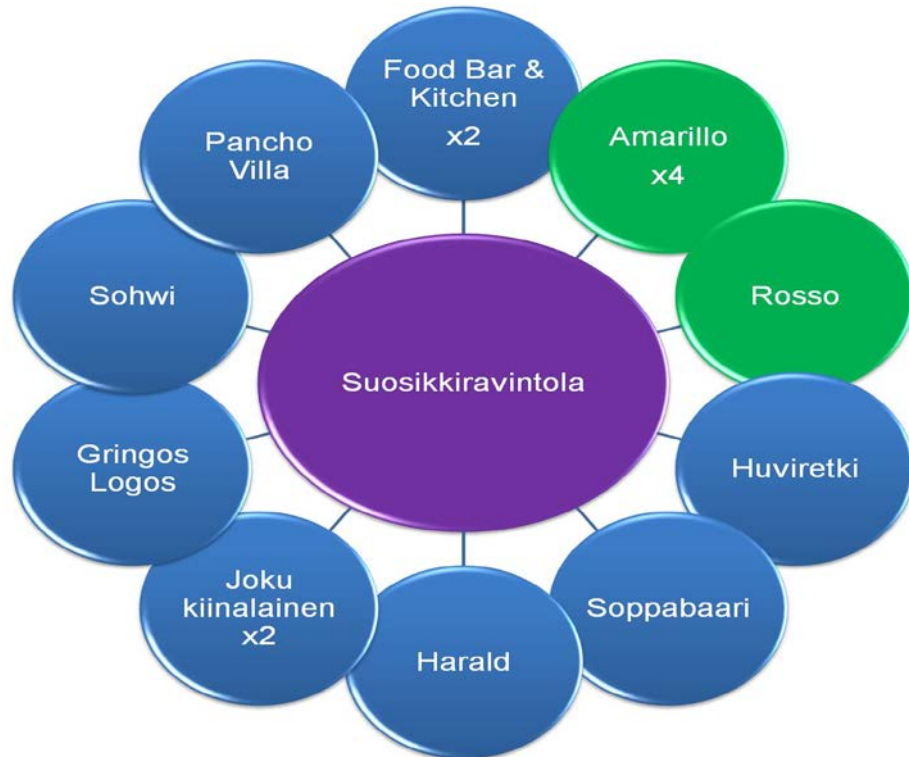 Food Bar &
Kitchen
x2
Amarillo
x4
Rosso
Huviretki
Soppabaari
Harald
Joku
kiinalainen
x2
Gringos
Logos
Sohwi
Pancho
Villa
Suosikkiravintola